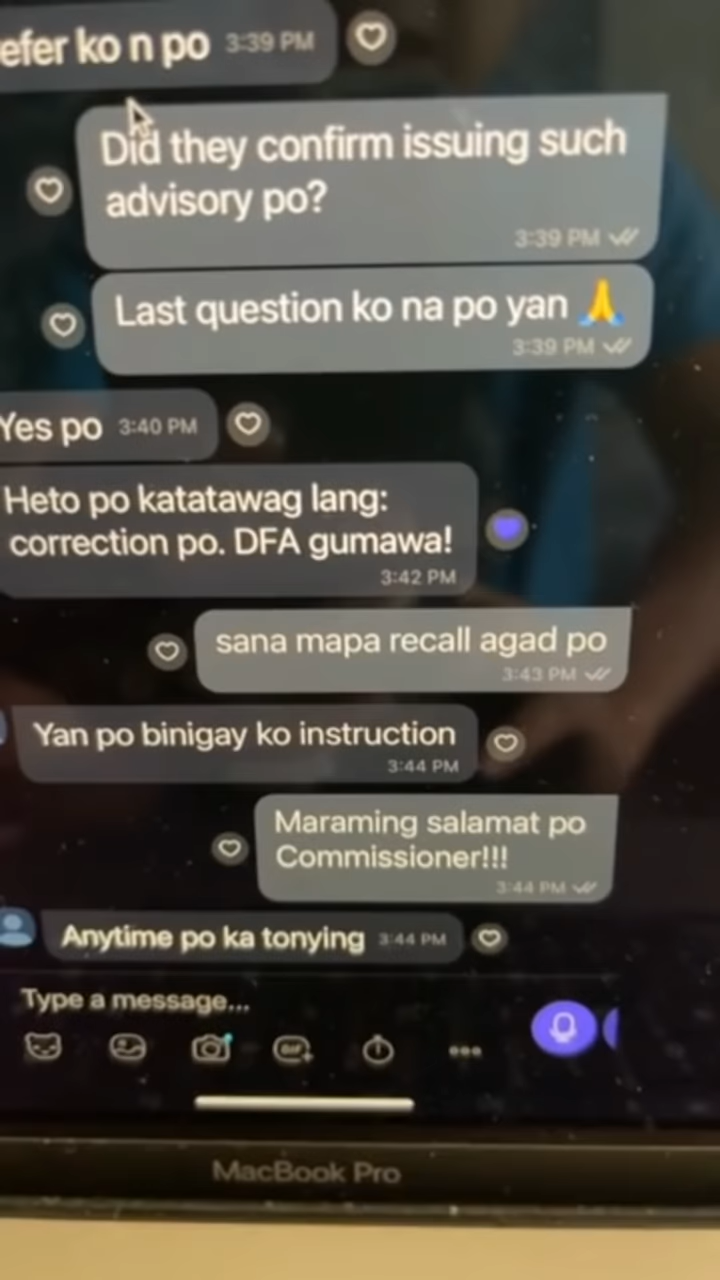 efer ko n po 3:39 PM
Did they confirm issuing such
advisory po?
3:39 PM
Last question ko na po yan 🙏
3:39 PM
Yes po 3:40 PM
Heto po katatawag lang:
correction po. DFA gumawa!
3:42 PM
sana mapa recall agad po
3:43 PM
Yan po binigay ko instruction
3:44 PM
Maraming salamat po
Commissioner!!!
3:44 PM
Anytime po ka tonying 3:44 PM
Type a message...
GIF
MacBook Pro